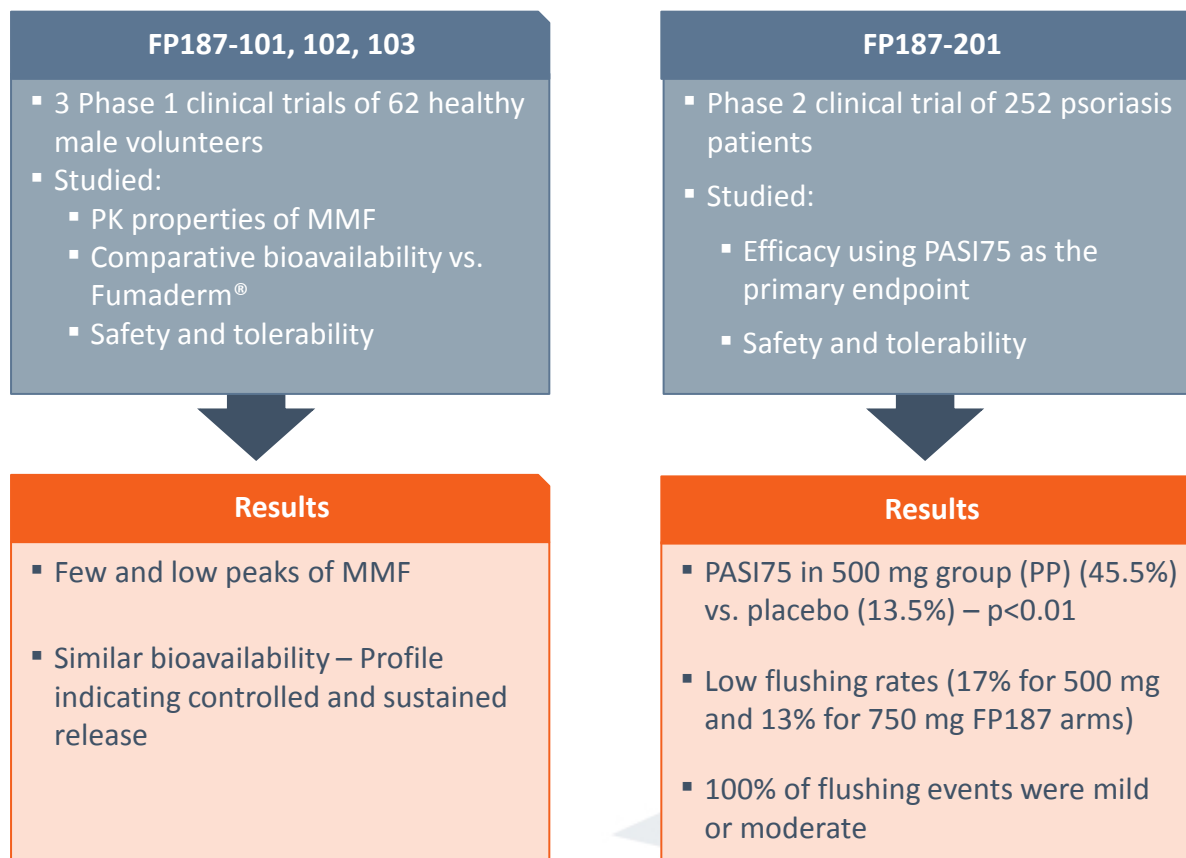 FP187-101, 102, 103
▪ 3 Phase 1 clinical trials of 62 healthy
male volunteers
▪ Studied:
▪ PK properties of MMF
▪ Comparative bioavailability vs.
Fumaderm®
▪ Safety and tolerability
Results
▪ Few and low peaks of MMF
▪ Similar bioavailability – Profile
indicating controlled and sustained
release
FP187-201
▪ Phase 2 clinical trial of 252 psoriasis
patients
▪ Studied:
▪ Efficacy using PASI75 as the
primary endpoint
▪ Safety and tolerability
Results
▪ PASI75 in 500 mg group (PP) (45.5%)
vs. placebo (13.5%) – p<0.01
▪ Low flushing rates (17% for 500 mg
and 13% for 750 mg FP187 arms)
▪ 100% of flushing events were mild
or moderate